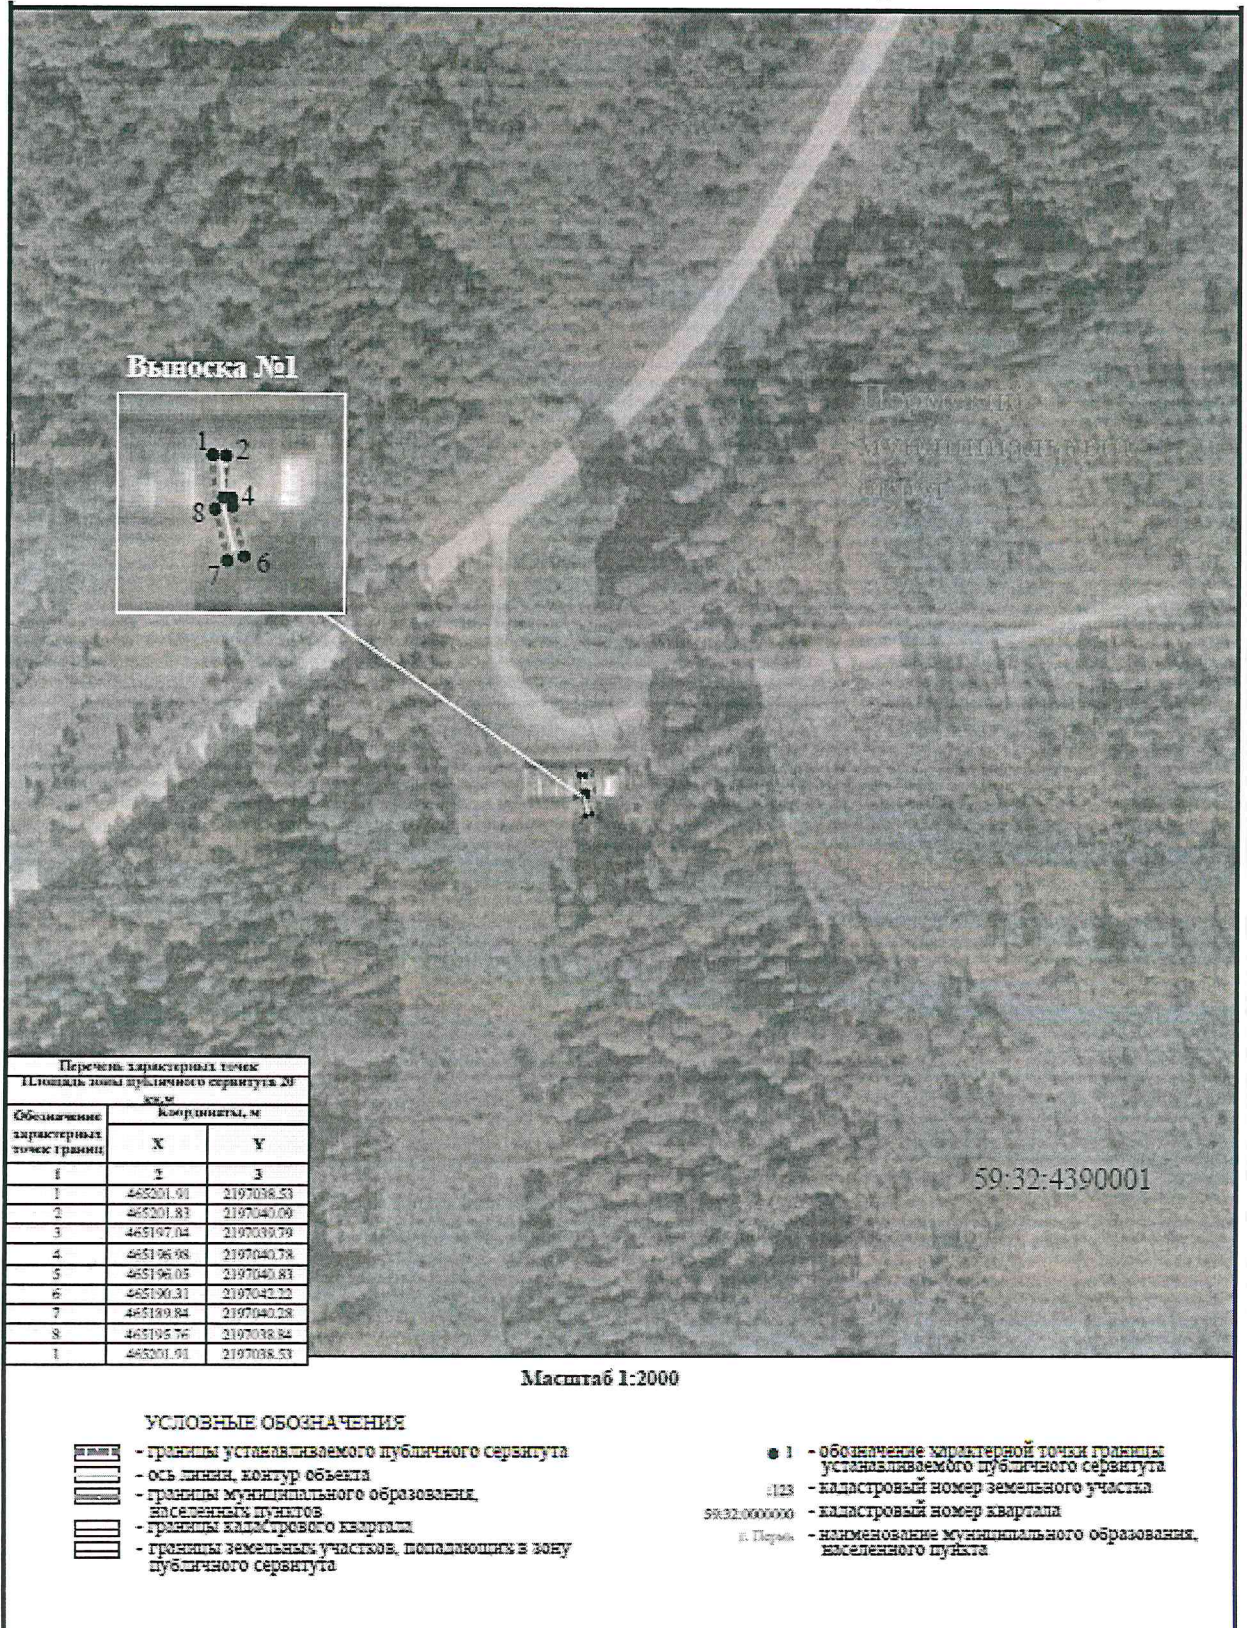 Выноска №1
1 2
4
8
7 6
Пермский
муниципальный
округ
59:32:4390001
Перечень характерных точек
Площадь зоны публичного сервитута 20
кв.м
Обозначение характерных точек границ
Координаты, м
X Y
1 2 3
1 465201.91 2197038.53
2 465201.83 2197040.09
3 465197.04 2197039.79
4 465196.98 2197040.78
5 465196.05 2197040.83
6 465190.31 2197042.22
7 465189.84 2197040.28
8 465195.76 2197038.84
1 465201.91 2197038.53
Масштаб 1:2000
УСЛОВНЫЕ ОБОЗНАЧЕНИЯ
- границы устанавливаемого публичного сервитута
- ось линии, контур объекта
- границы муниципального образования,
населенных пунктов
- границы кадастрового квартала
- границы земельных участков, попадающих в зону
публичного сервитута
1 - обозначение характерной точки границы
устанавливаемого публичного сервитута
:123 - кадастровый номер земельного участка
59:32:0000000 - кадастровый номер квартала
г. Пермь - наименование муниципального образования,
населенного пункта